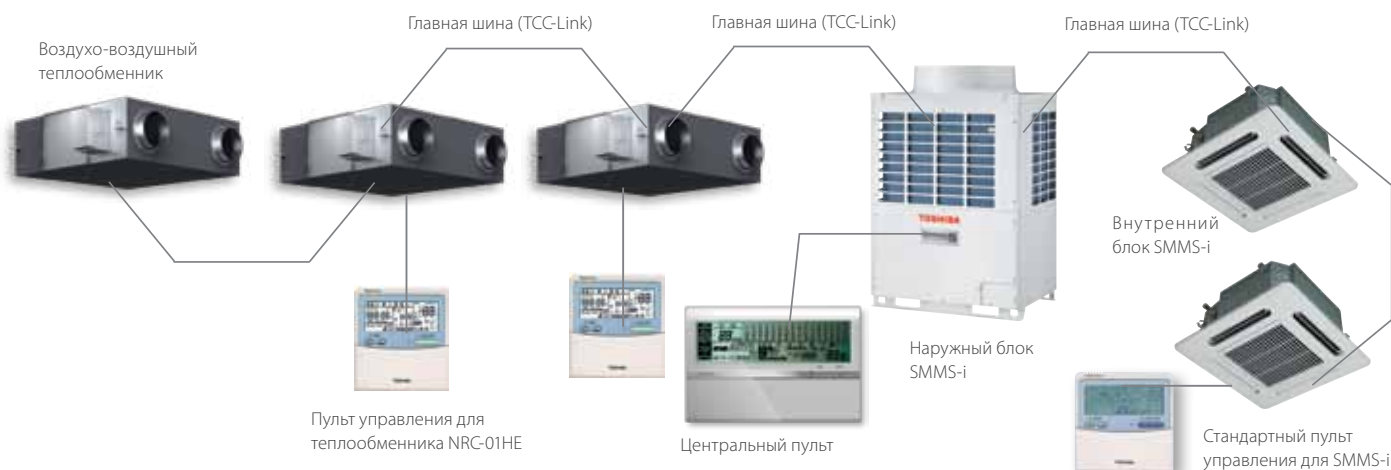 Главная шина (TCC-Link)
Главная шина (TCC-Link)
Главная шина (TCC-Link)
Воздухо-воздушный
теплообменник
TOSHIBA
Внутренний
блок SMMS-i
Наружный блок
SMMS-i
Пульт управления для
теплообменника NRC-01HE
Центральный пульт
Стандартный пульт
управления для SMMS-i